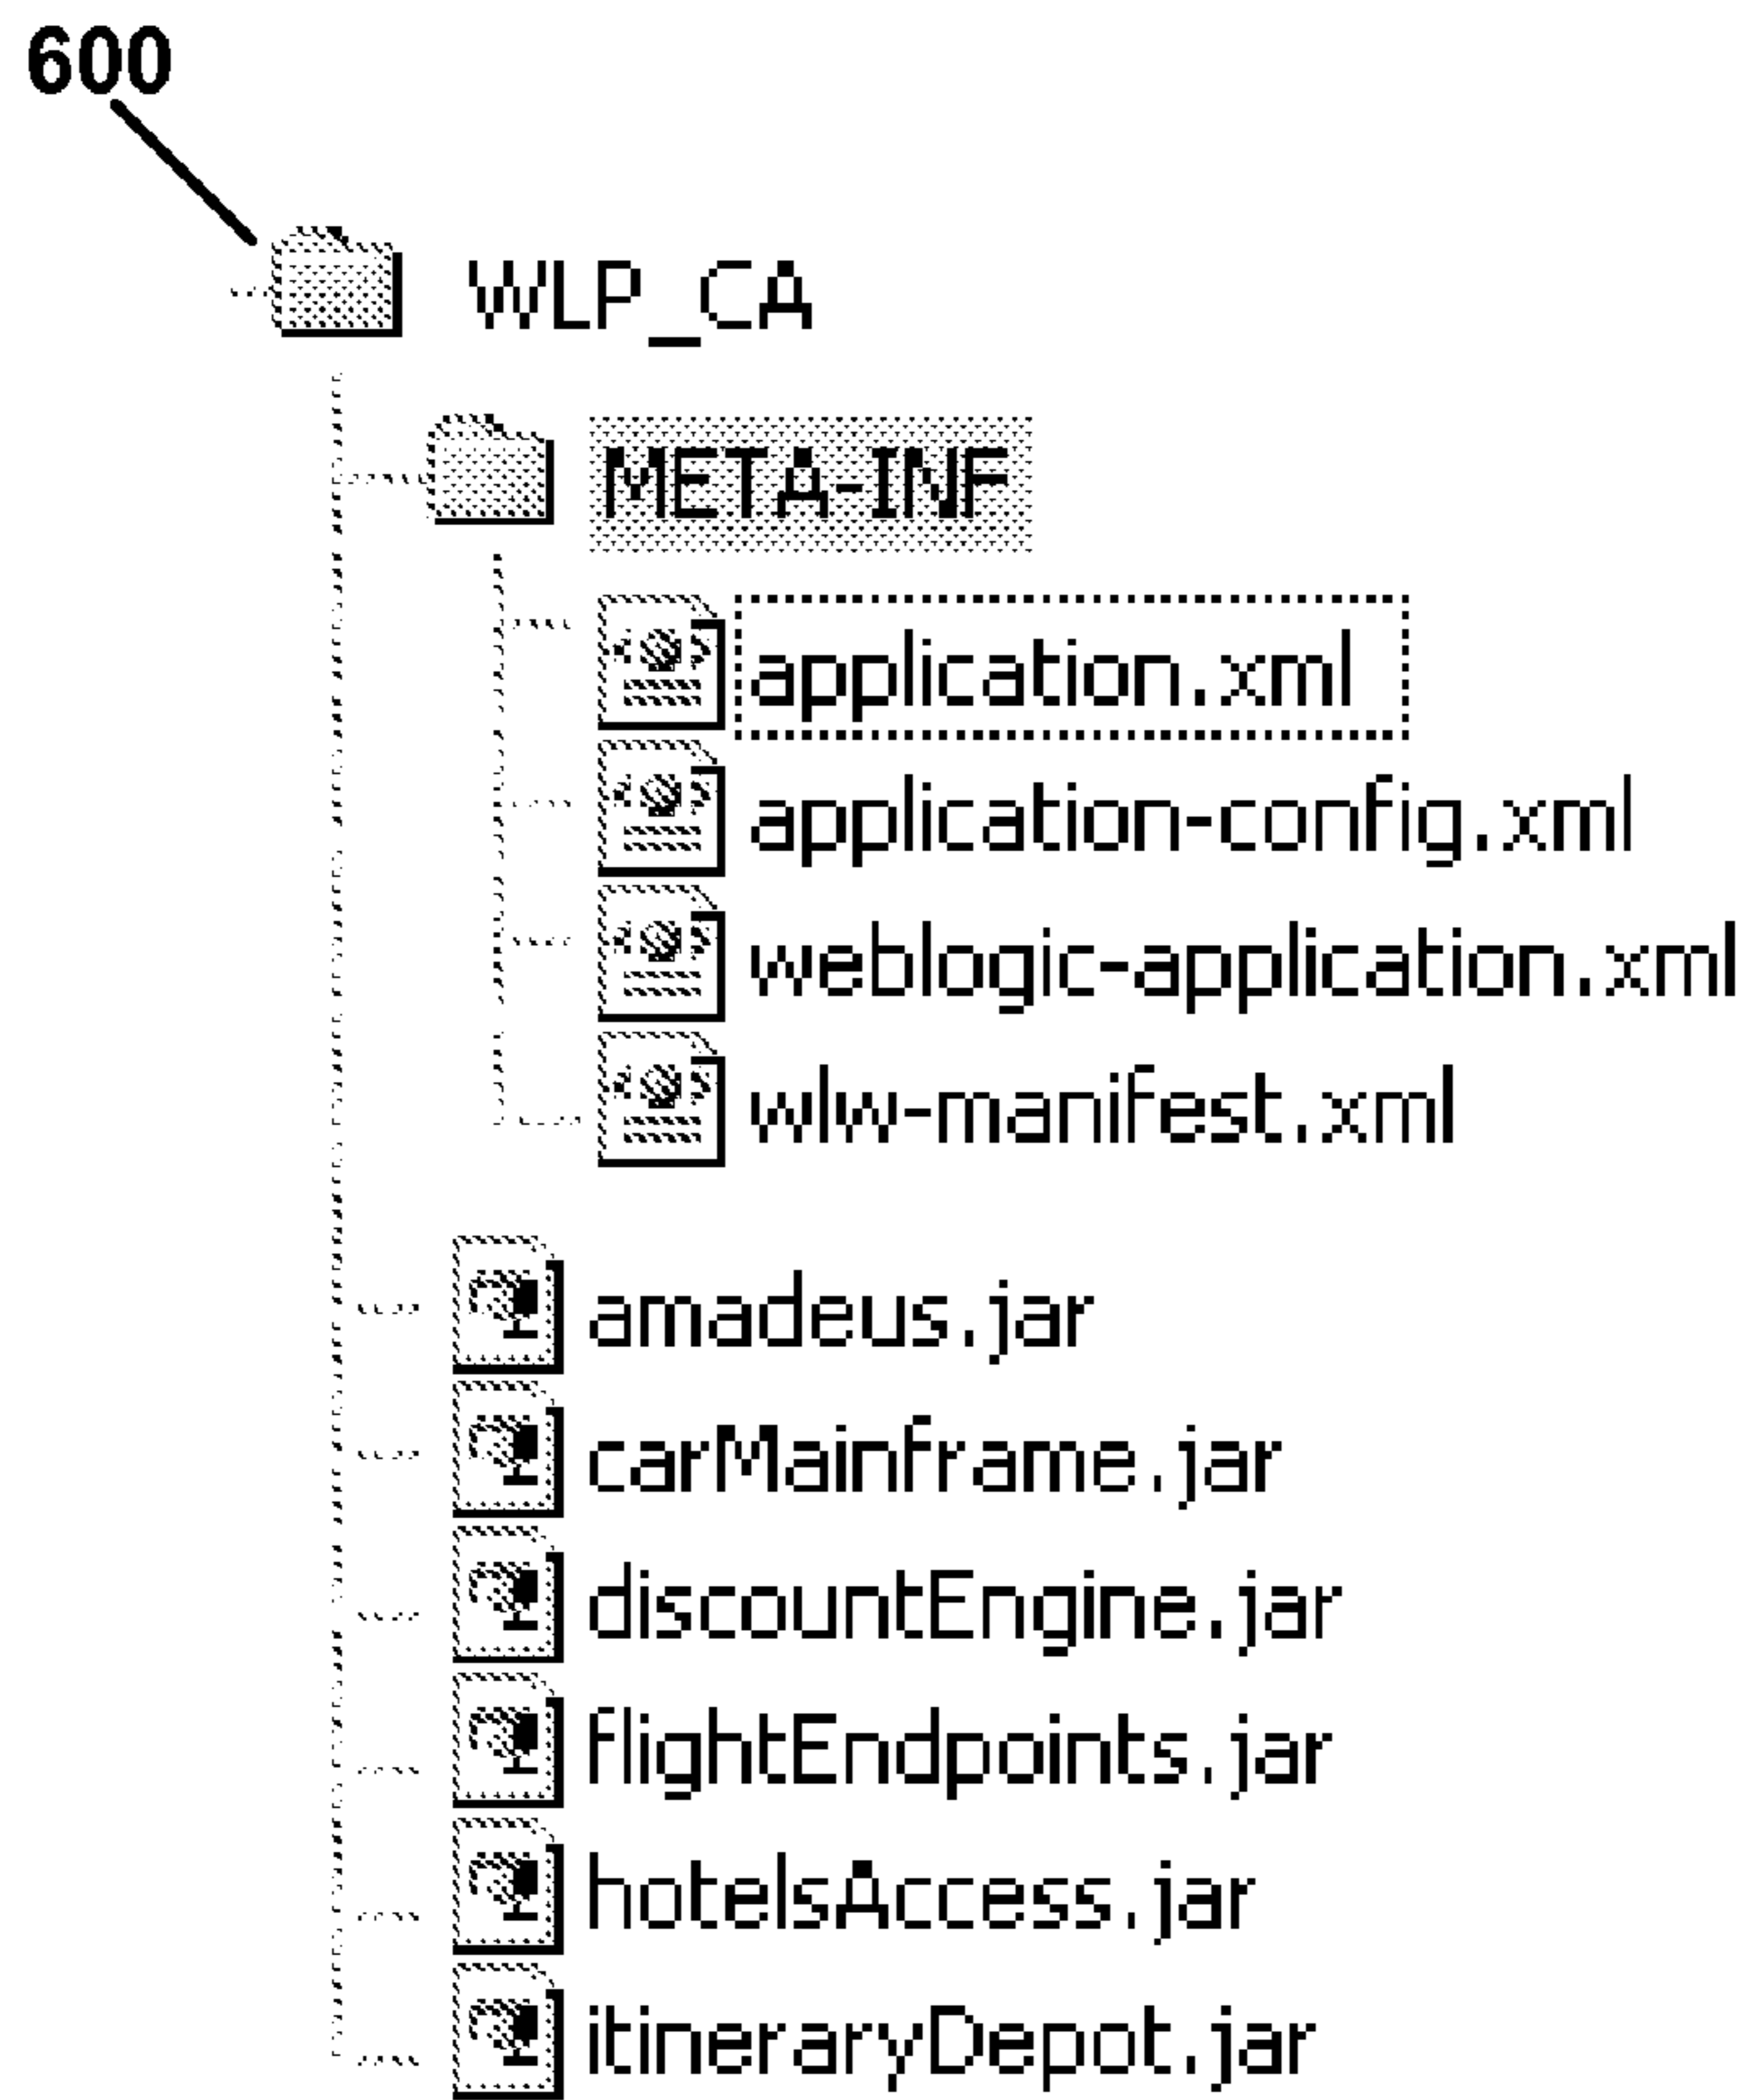 600
WLP_CA
META-INF
application.xml
application-config.xml
weblogic-application.xml
wlw-manifest.xml
amadeus.jar
carMainframe.jar
discountEngine.jar
flightEndpoints.jar
hotelsAccess.jar
itineraryDepot.jar